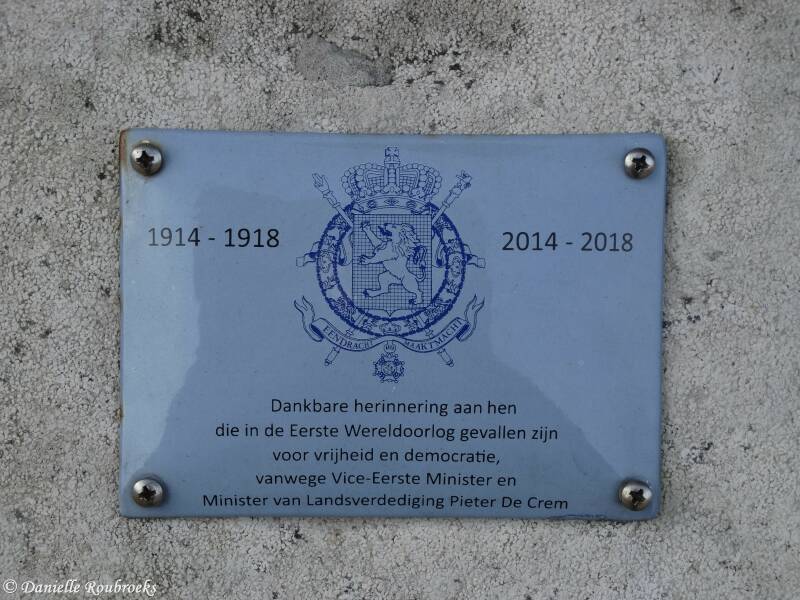 1914 - 1918
2014 - 2018
EENDRACHT MAAKT MACHT
Dankbare herinnering aan hen
die in de Eerste Wereldoorlog gevallen zijn
voor vrijheid en democratie,
vanwege Vice-Eerste Minister en
Minister van Landsverdediging Pieter De Crem
© Danielle Roubroeks